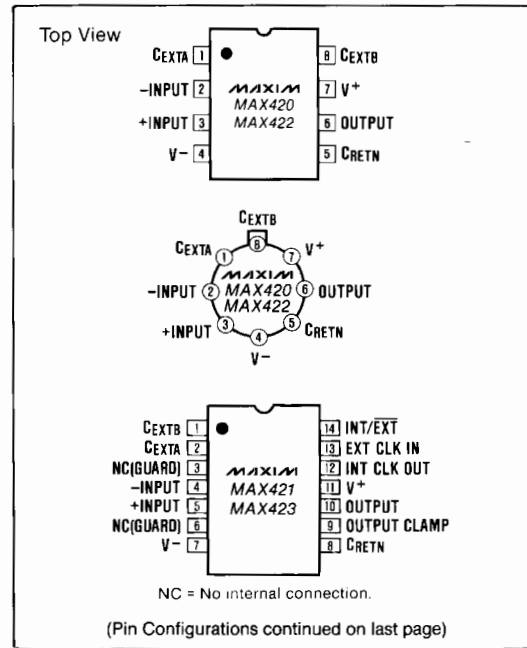 Top View
CEXTA 1 8 CEXTB
-INPUT 2 MAXIM 7 V+
+INPUT 3 MAX420 6 OUTPUT
MAX422
V- 4 5 CRETN
CEXTB
CEXTA 1 8 7 V+
MAXIM
-INPUT 2 MAX420 6 OUTPUT
MAX422
+INPUT 3 4 5 CRETN
V-
CEXTB 1 14 INT/EXT
CEXTA 2 13 EXT CLK IN
NC(GUARD) 3 MAXIM 12 INT CLK OUT
-INPUT 4 MAX421 11 V+
+INPUT 5 MAX423 10 OUTPUT
NC(GUARD) 6 9 OUTPUT CLAMP
V- 7 8 CRETN
NC = No internal connection.
(Pin Configurations continued on last page)